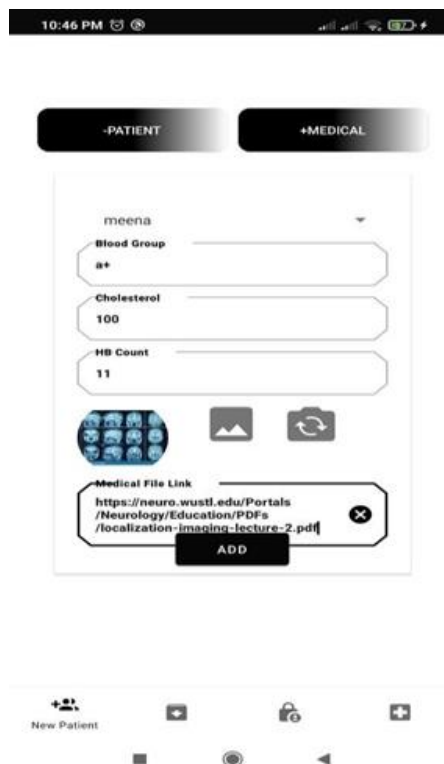 10:46 PM
-PATIENT
+MEDICAL
meena
Blood Group
a+
Cholesterol
100
HB Count
11
Medical File Link
https://neuro.wustl.edu/Portals
/Neurology/Education/PDFs
/localization-imaging-lecture-2.pdf
ADD
New Patient